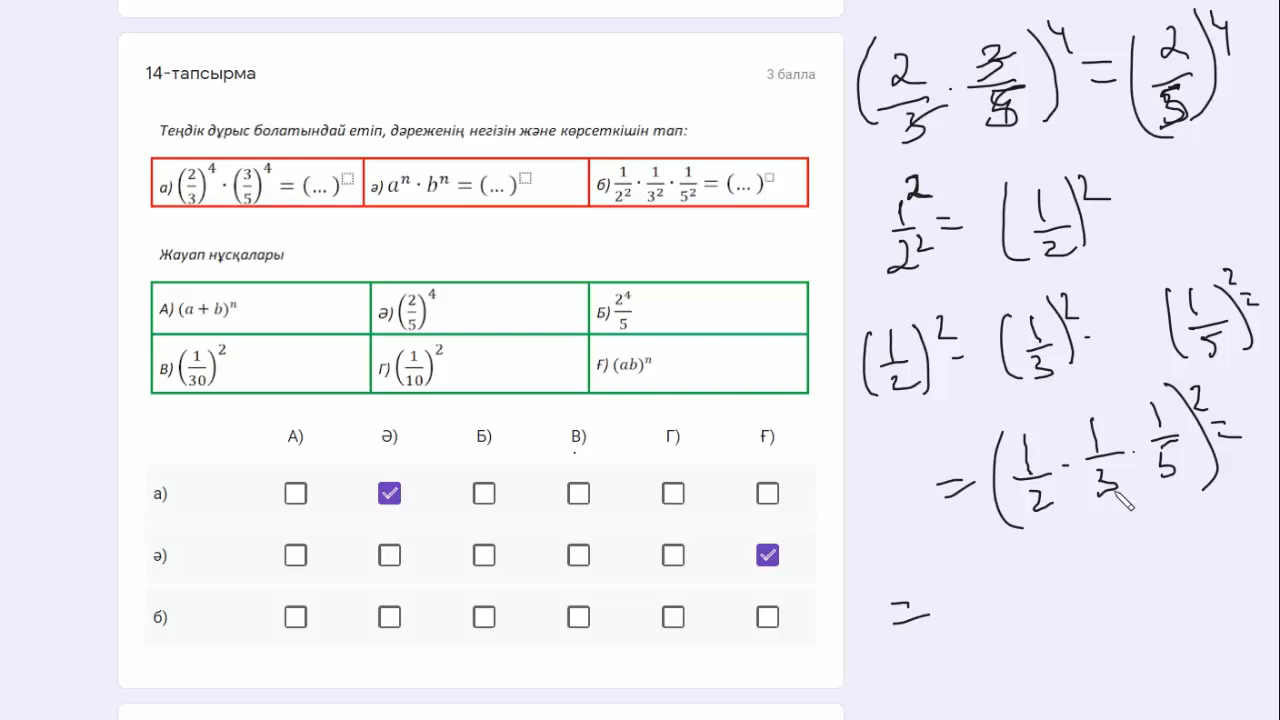 14-тапсырма
3 балла
Теңдік дұрыс болатындай етіп, дәреженің негізін және көрсеткішін тап:
а) (2/3)^4 · (3/5)^4 = (...)^□
ә) a^n · b^n = (...)^□
б) 1/2^2 · 1/3^2 · 1/5^2 = (...)^□
Жауап нұсқалары
А) (a + b)^n
Ә) (2/5)^4
Б) 2^4/5
В) (1/30)^2
Г) (1/10)^2
Ғ) (ab)^n
А) Ә) Б) В) Г) Ғ)
а)
ә)
б)
(2/3 · 3/5)^4 = (2/5)^4
1^2/2^2 = (1/2)^2
(1/2)^2 = (1/3)^2 · (1/5)^2 =
= (1/2 · 1/3 · 1/5)^2 =
=